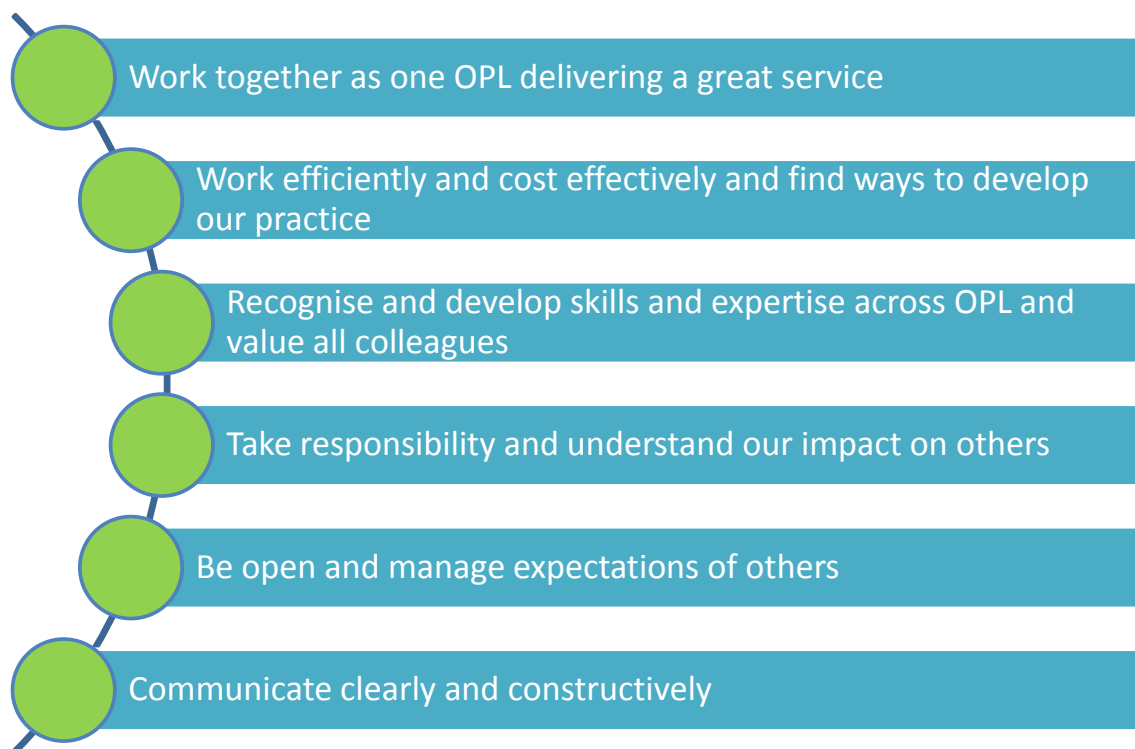 Work together as one OPL delivering a great service
Work efficiently and cost effectively and find ways to develop
our practice
Recognise and develop skills and expertise across OPL and
value all colleagues
Take responsibility and understand our impact on others
Be open and manage expectations of others
Communicate clearly and constructively